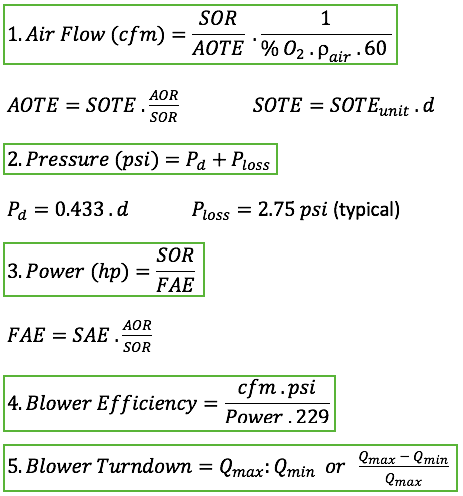 1. Air Flow (cfm) = SOR/AOTE . 1/(% O₂ . ρair . 60)
AOTE = SOTE . AOR/SOR    SOTE = SOTEunit . d
2. Pressure (psi) = Pd + Ploss
Pd = 0.433 . d    Ploss = 2.75 psi (typical)
3. Power (hp) = SOR/FAE
FAE = SAE . AOR/SOR
4. Blower Efficiency = (cfm . psi)/(Power . 229)
5. Blower Turndown = Qmax: Qmin or (Qmax − Qmin)/Qmax